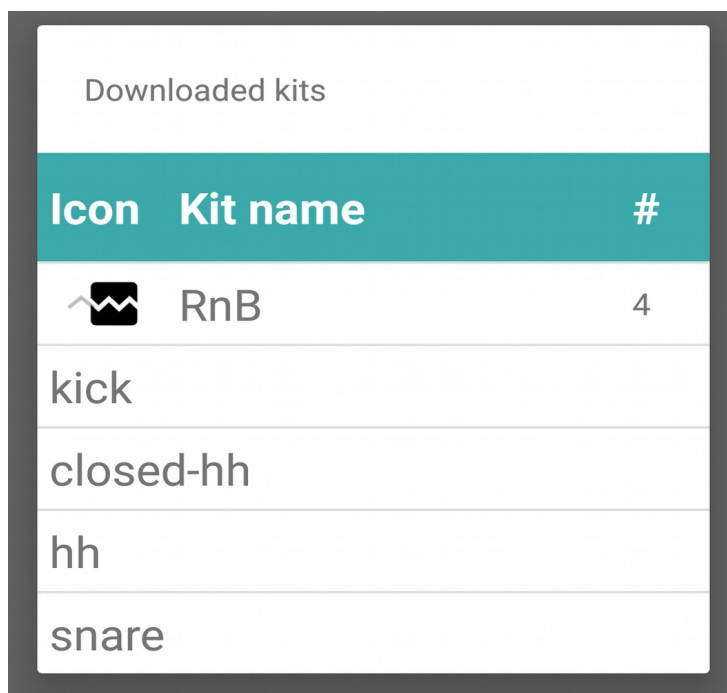 Downloaded kits
Icon Kit name #
RnB 4
kick
closed-hh
hh
snare